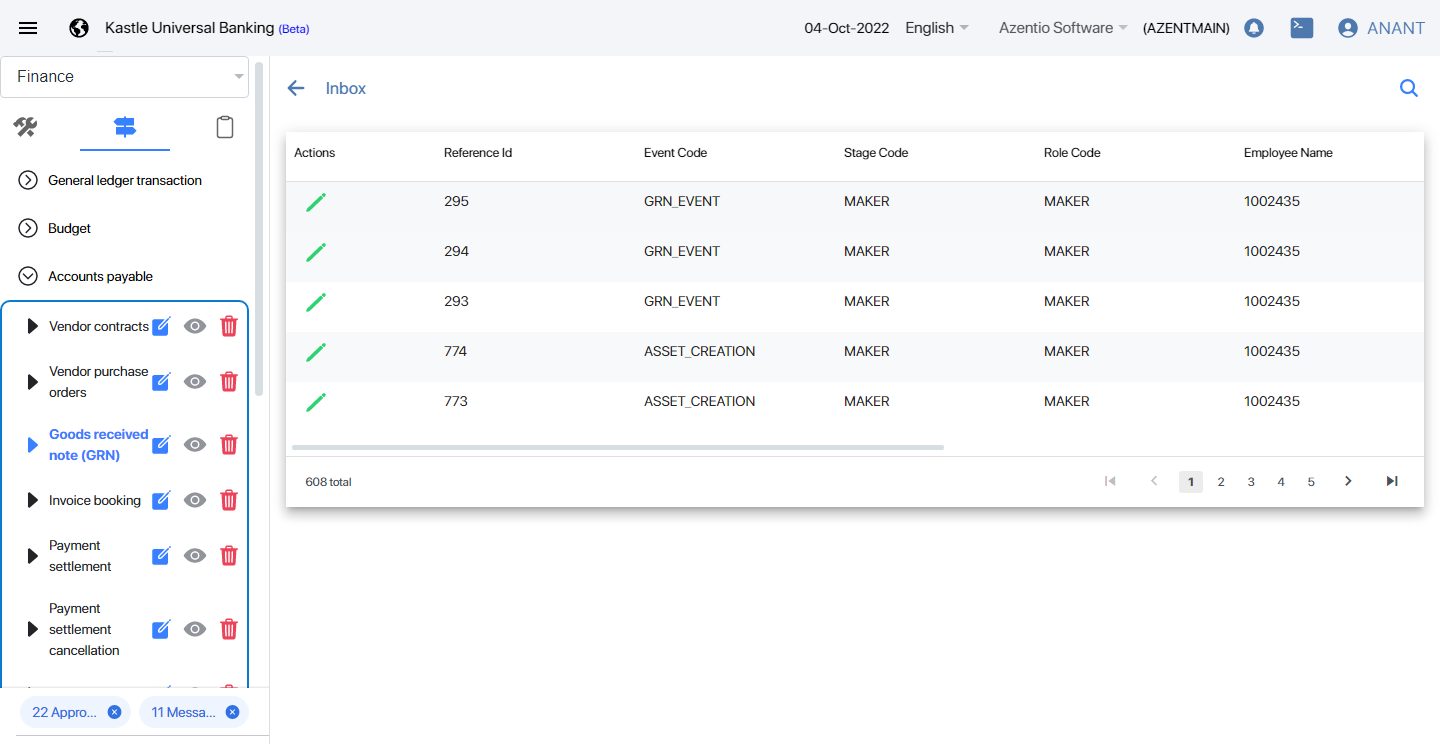 Kastle Universal Banking (Beta)
04-Oct-2022 English Azentio Software (AZENTMAIN) ANANT
Finance
General ledger transaction
Budget
Accounts payable
Vendor contracts
Vendor purchase
orders
Goods received
note (GRN)
Invoice booking
Payment
settlement
Payment
settlement
cancellation
22 Appro... 11 Messa...
Inbox
Actions Reference Id Event Code Stage Code Role Code Employee Name
295 GRN_EVENT MAKER MAKER 1002435
294 GRN_EVENT MAKER MAKER 1002435
293 GRN_EVENT MAKER MAKER 1002435
774 ASSET_CREATION MAKER MAKER 1002435
773 ASSET_CREATION MAKER MAKER 1002435
608 total 1 2 3 4 5